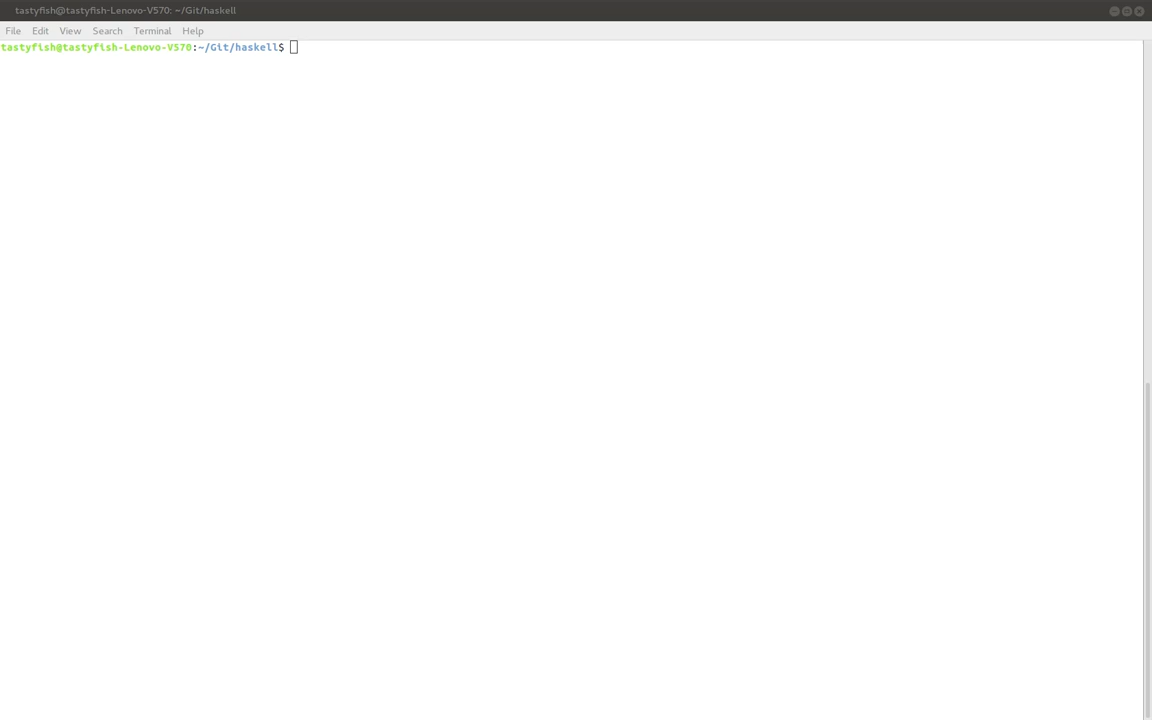 tastyfish@tastyfish-Lenovo-V570: ~/Git/haskell
File Edit View Search Terminal Help
tastyfish@tastyfish-Lenovo-V570:~/Git/haskell$